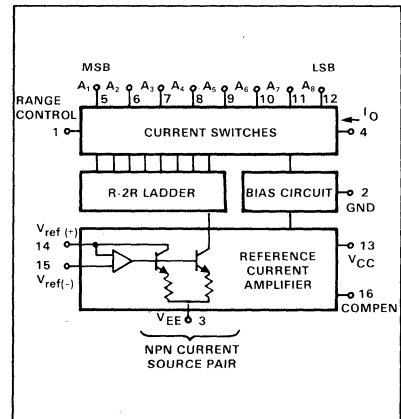 MSB LSB
A1 A2 A3 A4 A5 A6 A7 A8
5 6 7 8 9 10 11 12
RANGE
CONTROL
1
CURRENT SWITCHES
IO
4
R-2R LADDER
BIAS CIRCUIT
2
GND
Vref (+)
14
15
Vref(-)
REFERENCE
CURRENT
AMPLIFIER
13
VCC
16
COMPEN
VEE 3
NPN CURRENT
SOURCE PAIR